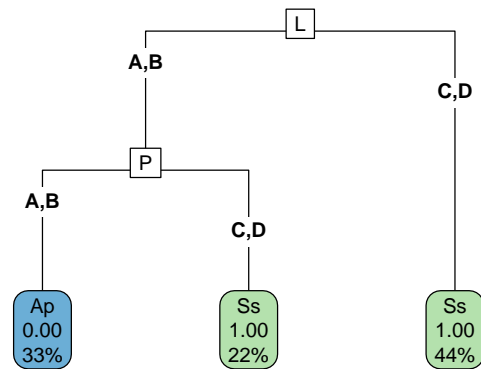 L
A,B
C,D
P
A,B
C,D
Ap
0.00
33%
Ss
1.00
22%
Ss
1.00
44%